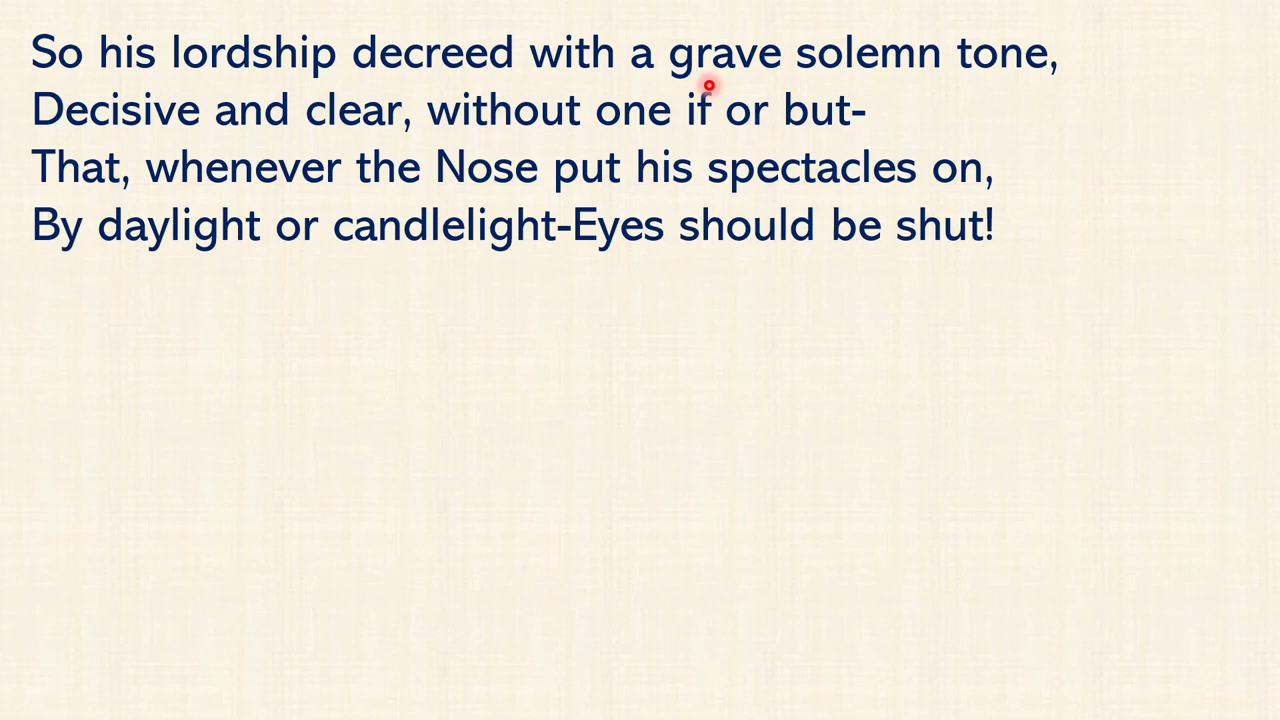 So his lordship decreed with a grave solemn tone,
Decisive and clear, without one if or but-
That, whenever the Nose put his spectacles on,
By daylight or candlelight-Eyes should be shut!